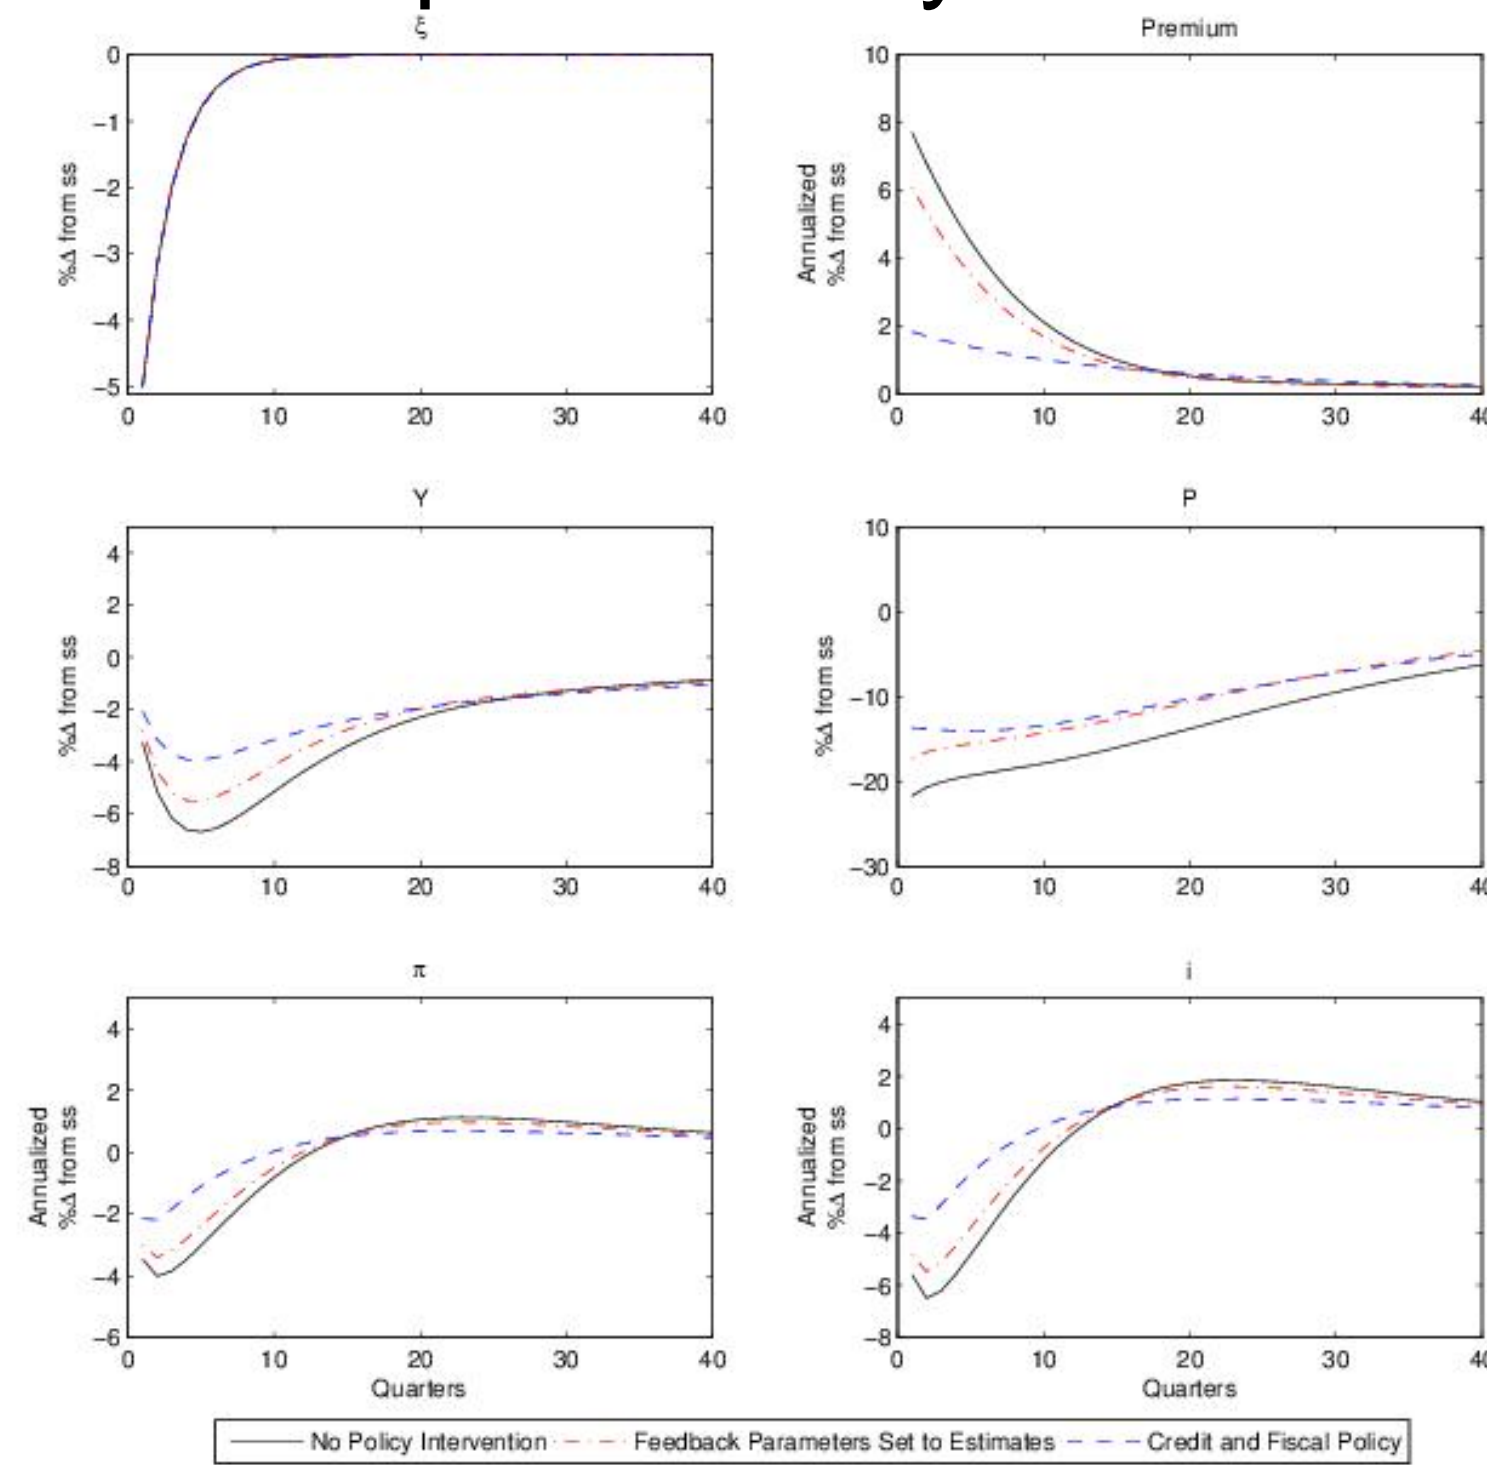 ξ
0
−1
−2
−3
−4
−5
%Δ from ss
0 10 20 30 40
Premium
10
8
6
4
2
0
Annualized
%Δ from ss
0 10 20 30
Y
4
2
0
−2
−4
−6
−8
%Δ from ss
0 10 20 30 40
P
10
0
−10
−20
−30
%Δ from ss
0 10 20 30
π
4
2
0
−2
−4
−6
Annualized
%Δ from ss
0 10 20 30 40
Quarters
i
4
2
0
−2
−4
−6
−8
Annualized
%Δ from ss
0 10 20 30
Quarters
No Policy Intervention Feedback Parameters Set to Estimates Credit and Fiscal Policy